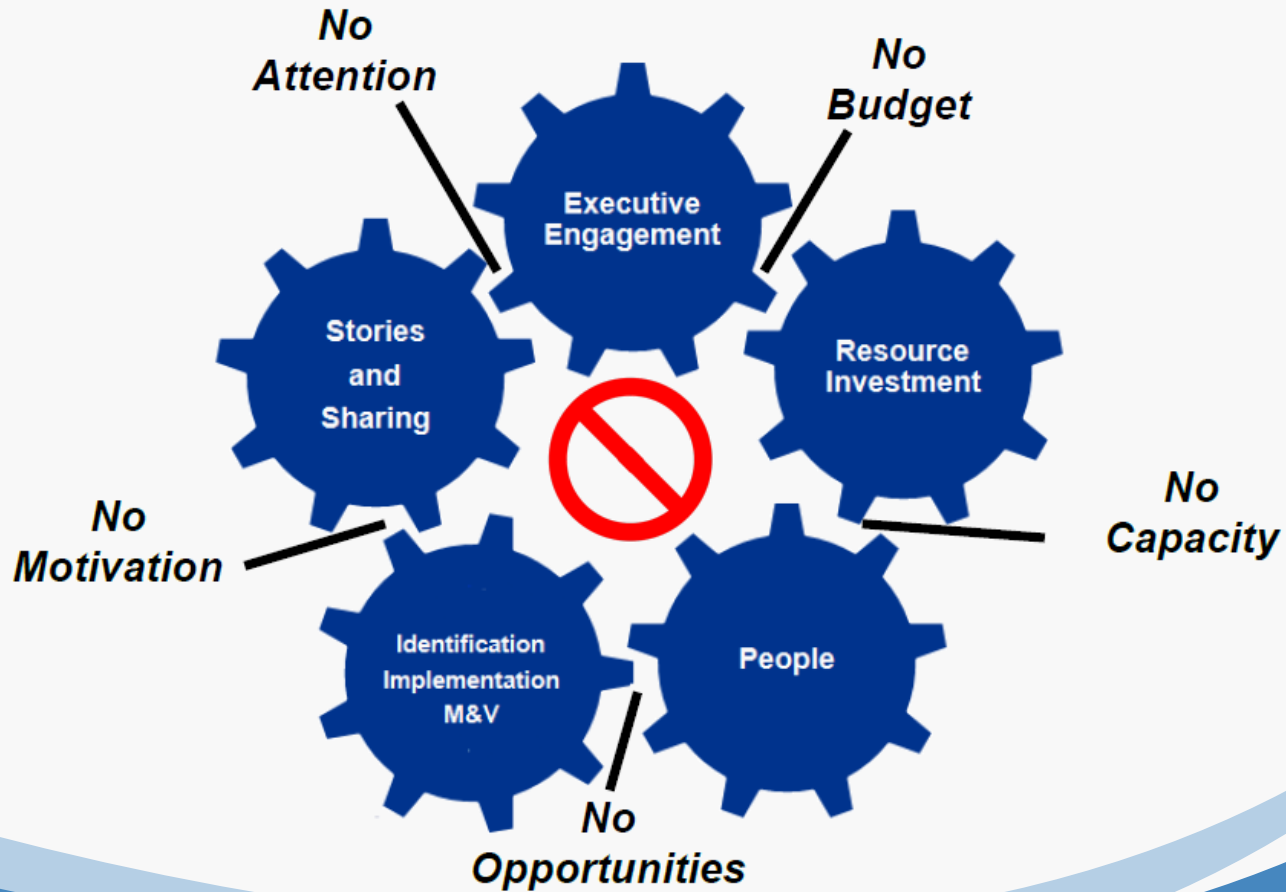 No
Attention
No
Budget
Executive
Engagement
Stories
and
Sharing
Resource
Investment
No
Motivation
No
Capacity
Identification
Implementation
M&V
People
No
Opportunities